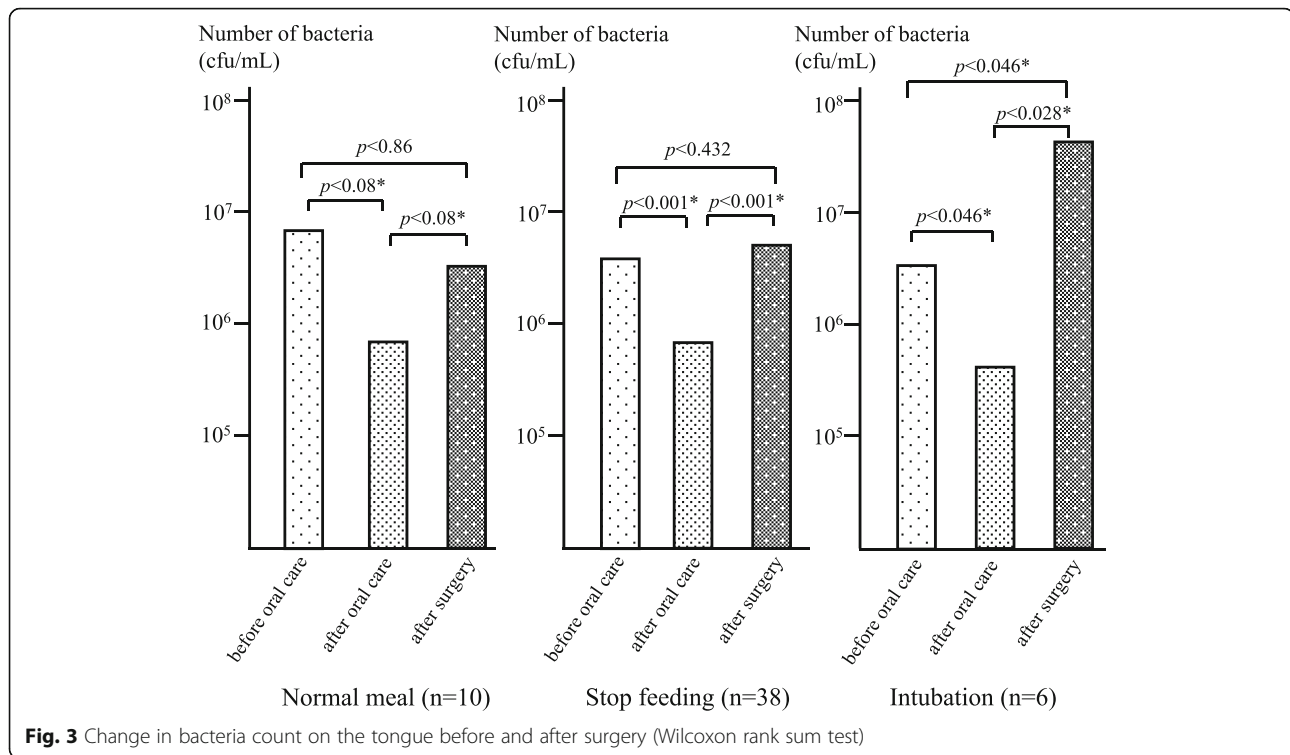 Number of bacteria
(cfu/mL)
10⁸
10⁷
10⁶
10⁵
p<0.86
p<0.08*
p<0.08*
before oral care
after oral care
after surgery
Normal meal (n=10)
Number of bacteria
(cfu/mL)
10⁸
10⁷
10⁶
10⁵
p<0.432
p<0.001*
p<0.001*
before oral care
after oral care
after surgery
Stop feeding (n=38)
Number of bacteria
(cfu/mL)
10⁸
10⁷
10⁶
10⁵
p<0.046*
p<0.028*
p<0.046*
before oral care
after oral care
after surgery
Intubation (n=6)
Fig. 3 Change in bacteria count on the tongue before and after surgery (Wilcoxon rank sum test)